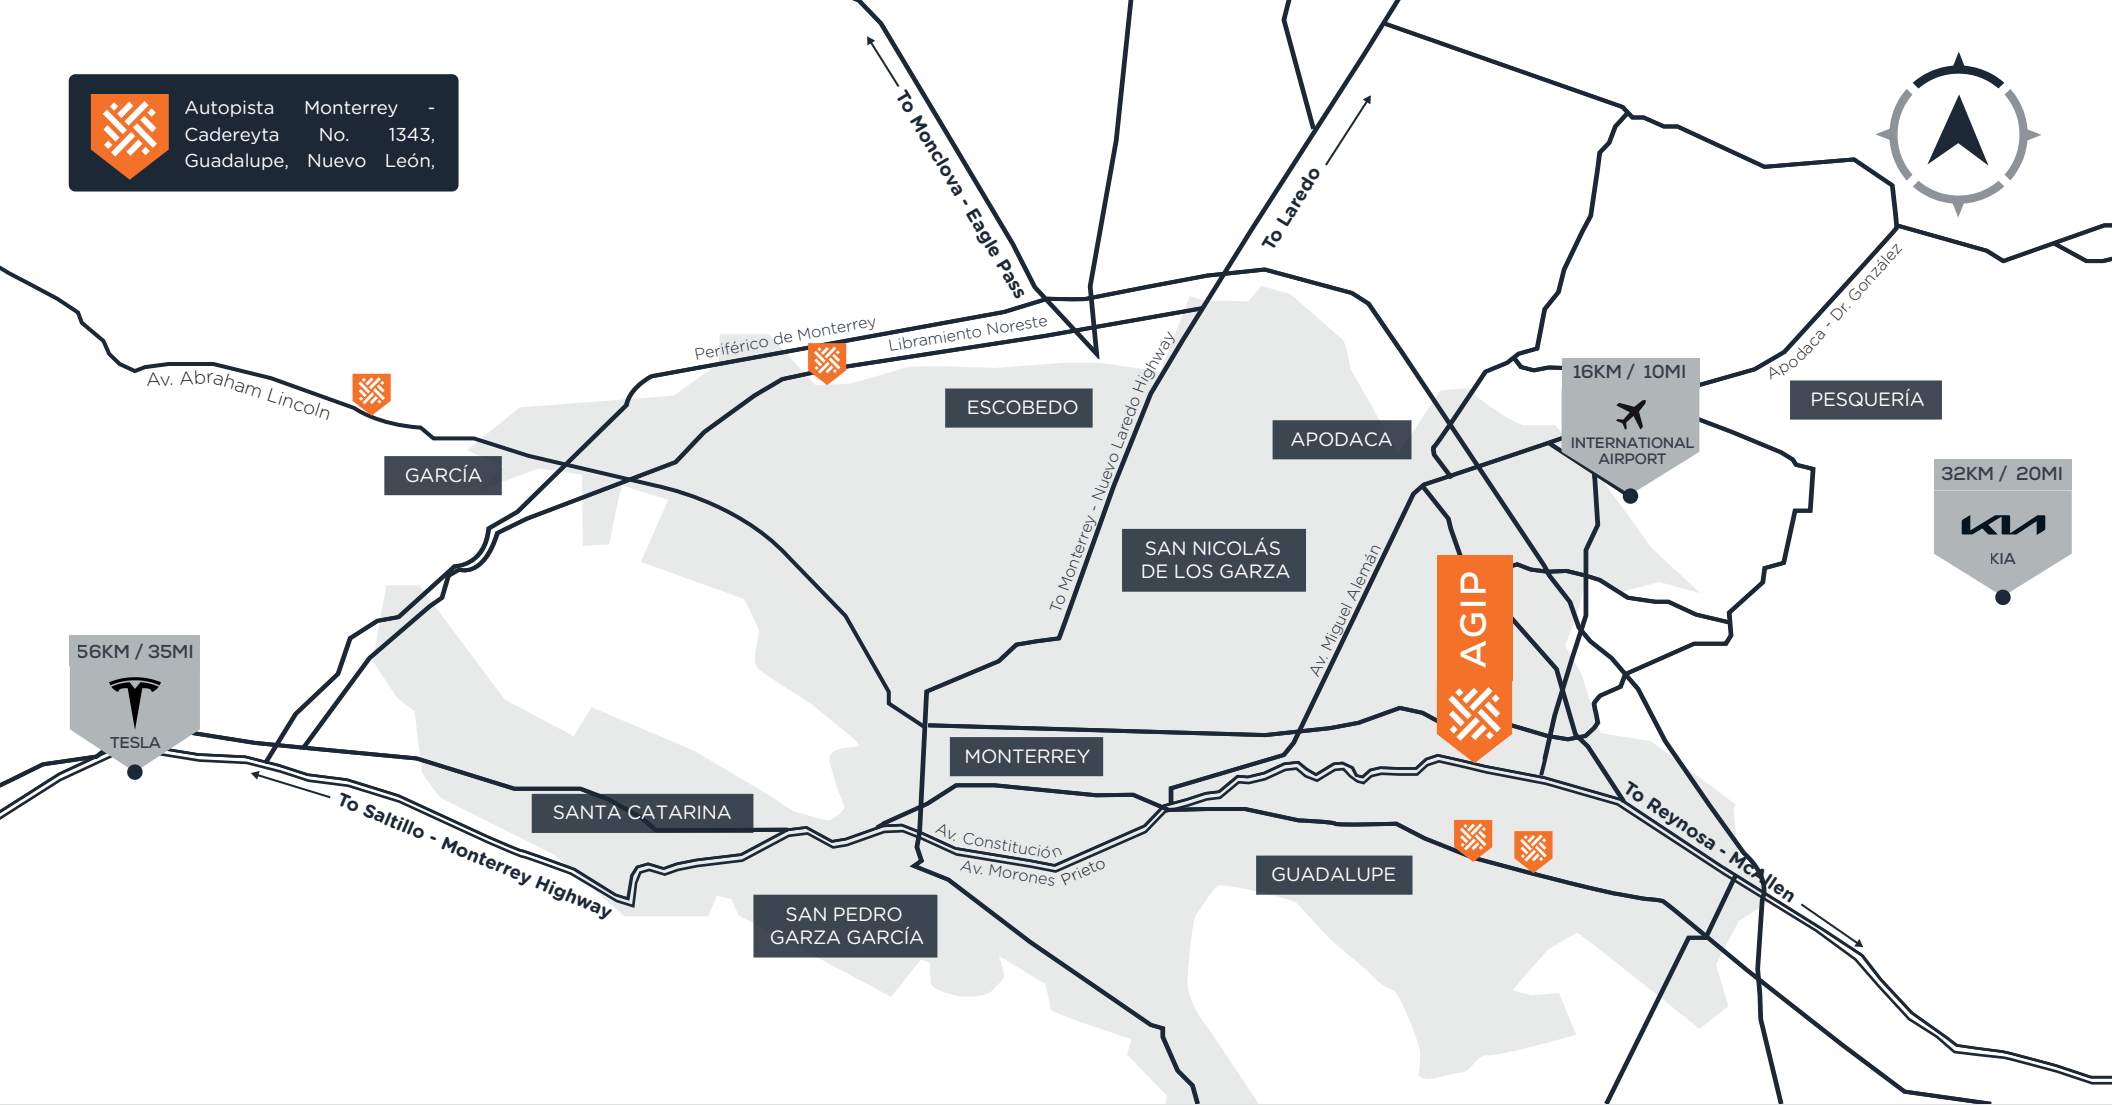 Autopista Monterrey -
Cadereyta No. 1343,
Guadalupe, Nuevo León,
To Monclova - Eagle Pass
To Laredo
Periférico de Monterrey
Libramiento Noreste
Av. Abraham Lincoln
Apodaca - Dr. González
16KM / 10MI
INTERNATIONAL
AIRPORT
PESQUERÍA
ESCOBEDO
APODACA
GARCÍA
32KM / 20MI
KIA
KIA
To Monterrey - Nuevo Laredo Highway
SAN NICOLÁS
DE LOS GARZA
Av. Miguel Alemán
AGIP
56KM / 35MI
TESLA
MONTERREY
SANTA CATARINA
To Saltillo - Monterrey Highway
Av. Constitución
Av. Morones Prieto
To Reynosa - McAllen
GUADALUPE
SAN PEDRO
GARZA GARCÍA